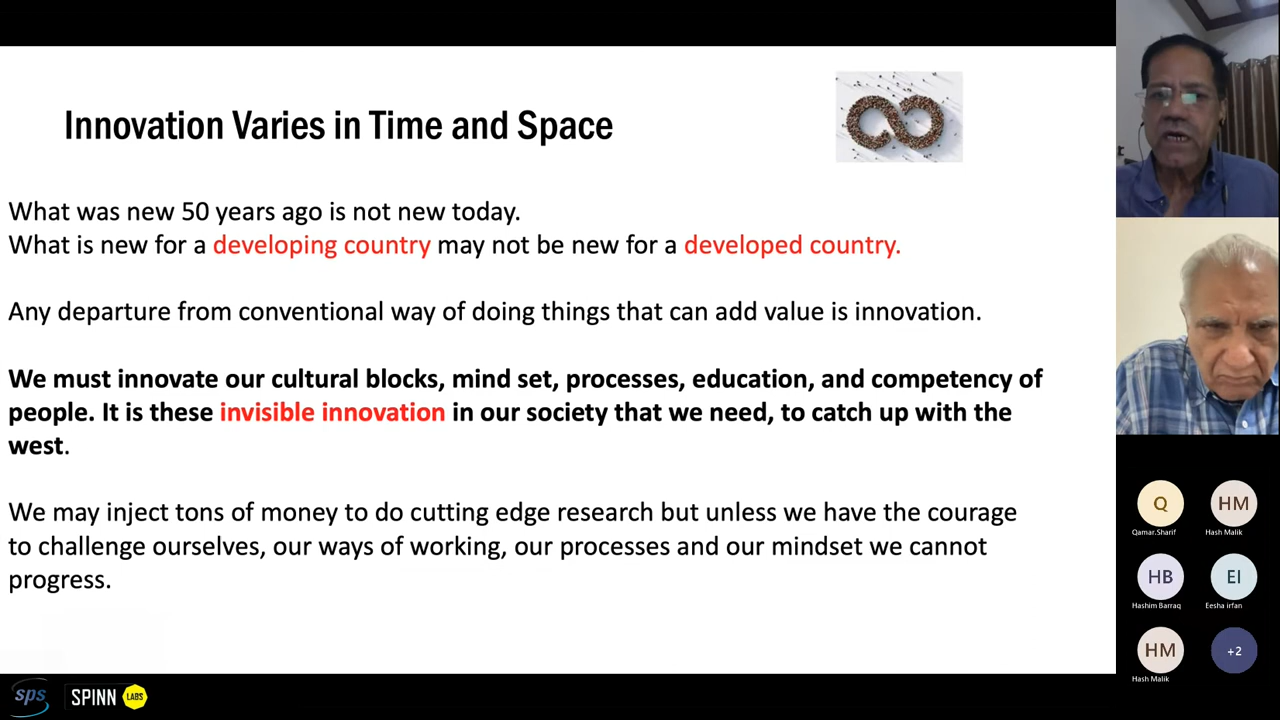 Innovation Varies in Time and Space
What was new 50 years ago is not new today.
What is new for a developing country may not be new for a developed country.
Any departure from conventional way of doing things that can add value is innovation.
We must innovate our cultural blocks, mind set, processes, education, and competency of
people. It is these invisible innovation in our society that we need, to catch up with the
west.
We may inject tons of money to do cutting edge research but unless we have the courage
to challenge ourselves, our ways of working, our processes and our mindset we cannot
progress.
sps
SPINN LABS
Q
Qamar.Sharif
HM
Hash Malik
HB
Hashim Barraq
EI
Eesha irfan
HM
Hash Malik
+2